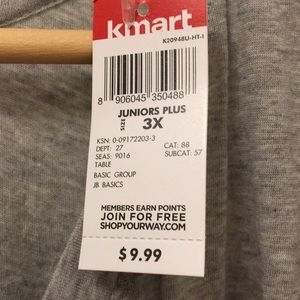 kmart
K20948U-HT-I
8 906045 350488
JUNIORS PLUS
SIZE 3X
KSN: 0-09172203-3
DEPT: 27 CAT: 88
SEAS: 9016 SUBCAT: 57
TABLE
BASIC GROUP
JB BASICS
MEMBERS EARN POINTS
JOIN FOR FREE
SHOPYOURWAY.COM
$9.99